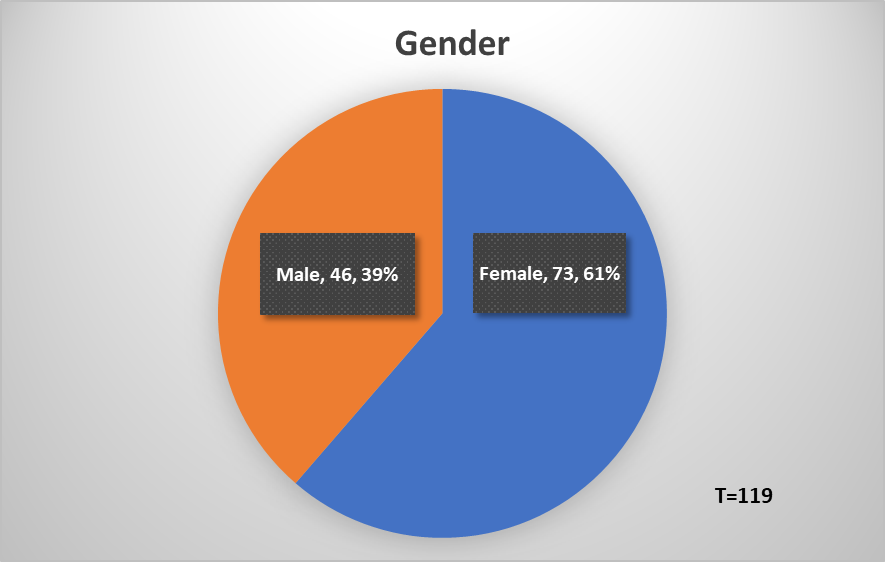 Gender
Male, 46, 39%
Female, 73, 61%
T=119